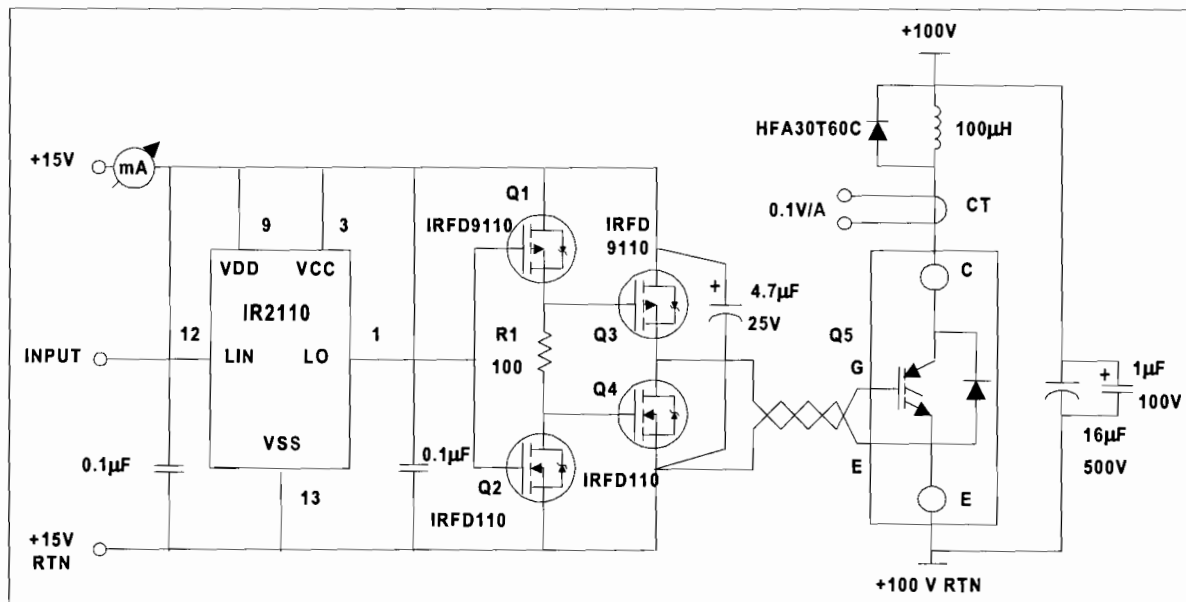 +100V
HFA30T60C
100µH
+15V
mA
0.1V/A
CT
Q1
IRFD9110
IRFD
9110
9
3
VDD
VCC
IR2110
12
1
INPUT
LIN
LO
R1
100
Q3
+
4.7µF
25V
C
Q5
G
Q4
VSS
0.1µF
0.1µF
13
Q2
IRFD110
IRFD110
E
E
+
1µF
100V
16µF
500V
+15V
RTN
+100 V RTN